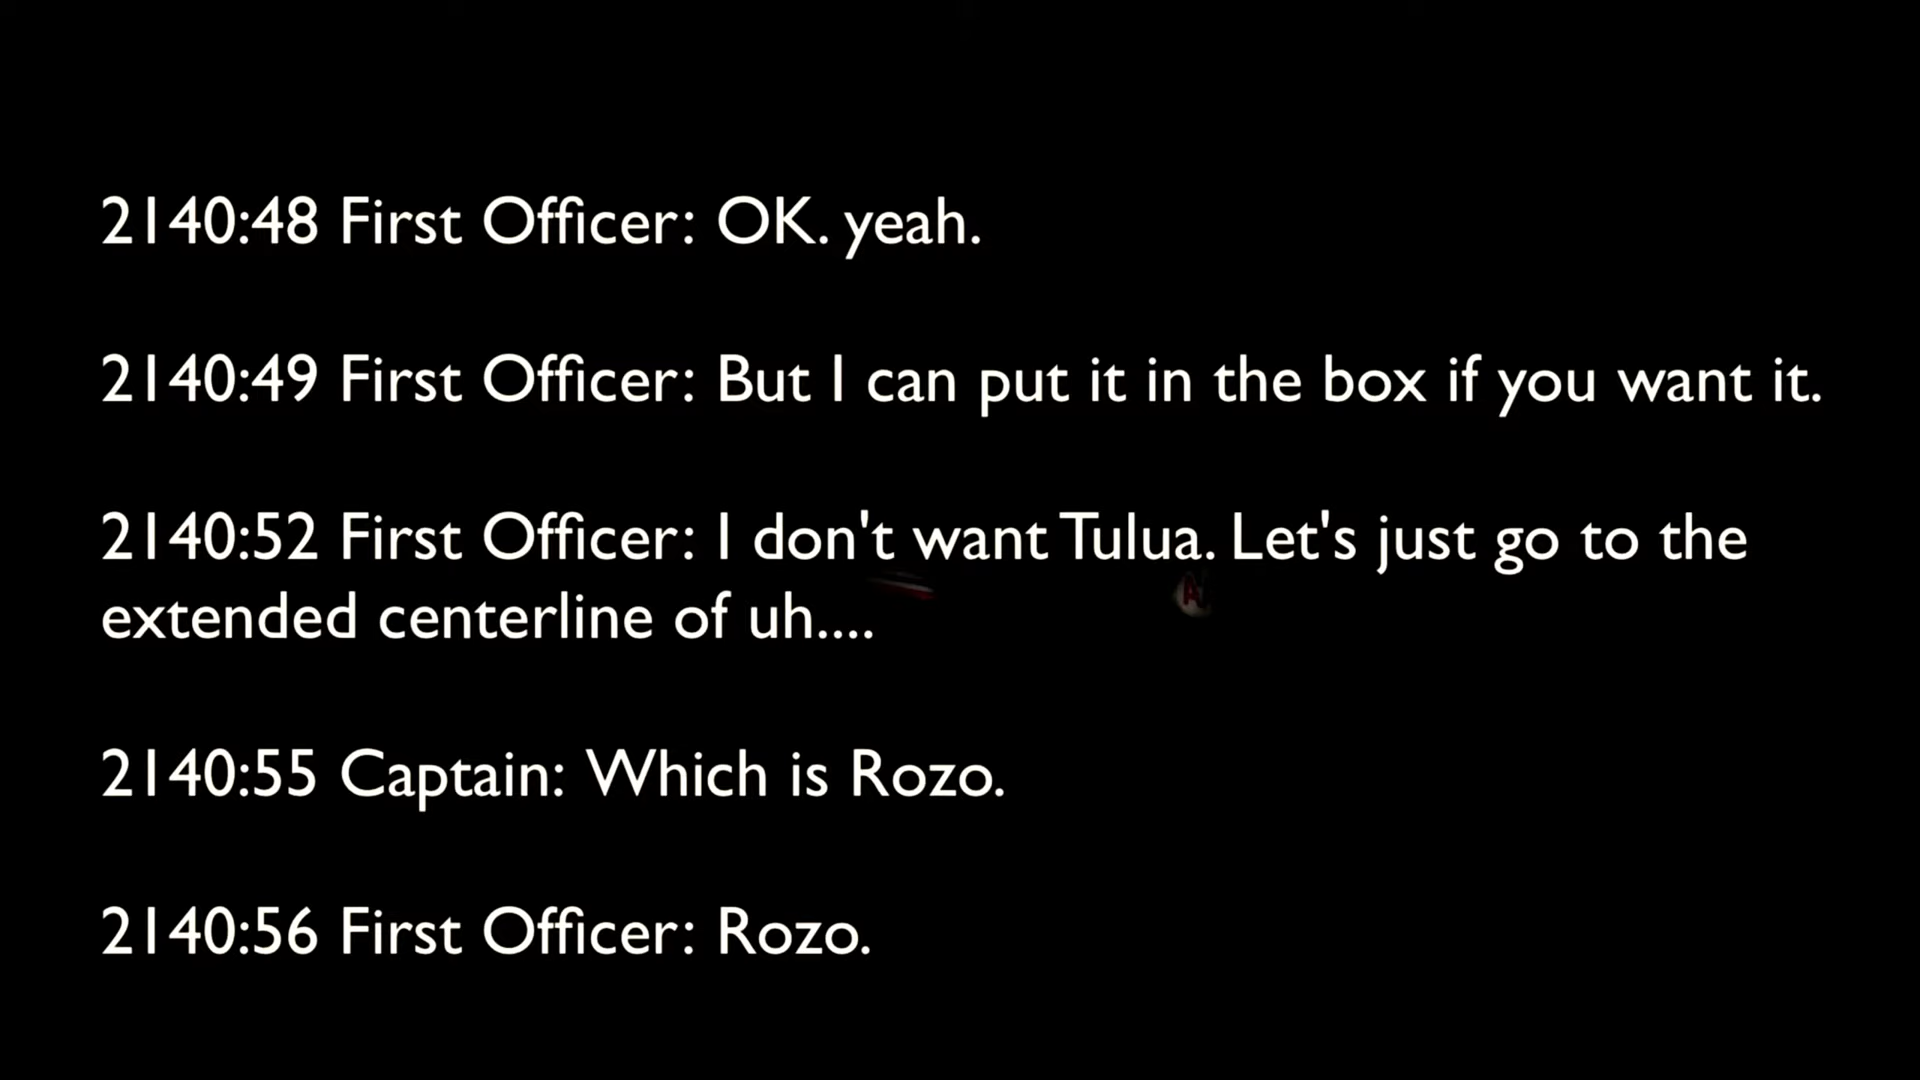 2140:48 First Officer: OK. yeah.
2140:49 First Officer: But I can put it in the box if you want it.
2140:52 First Officer: I don't want Tulua. Let's just go to the
extended centerline of uh....
2140:55 Captain: Which is Rozo.
2140:56 First Officer: Rozo.